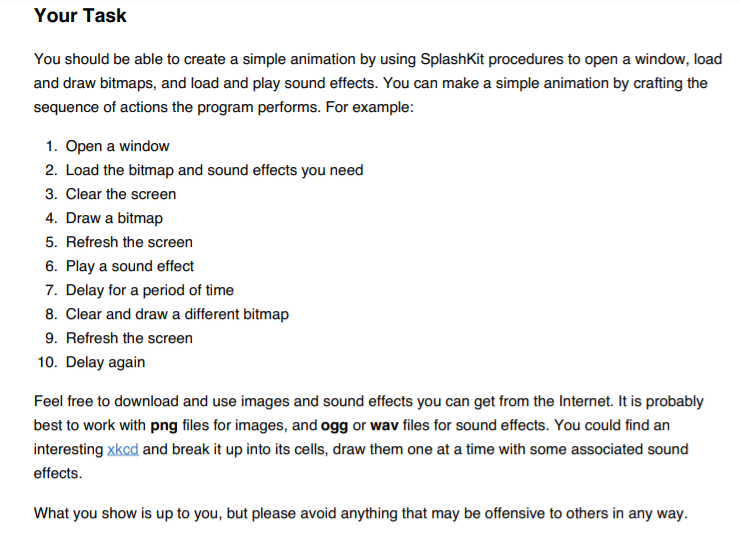 Your Task
You should be able to create a simple animation by using SplashKit procedures to open a window, load
and draw bitmaps, and load and play sound effects. You can make a simple animation by crafting the
sequence of actions the program performs. For example:
1. Open a window
2. Load the bitmap and sound effects you need
3. Clear the screen
4. Draw a bitmap
5. Refresh the screen
6. Play a sound effect
7. Delay for a period of time
8. Clear and draw a different bitmap
9. Refresh the screen
10. Delay again
Feel free to download and use images and sound effects you can get from the Internet. It is probably
best to work with png files for images, and ogg or wav files for sound effects. You could find an
interesting xkcd and break it up into its cells, draw them one at a time with some associated sound
effects.
What you show is up to you, but please avoid anything that may be offensive to others in any way.